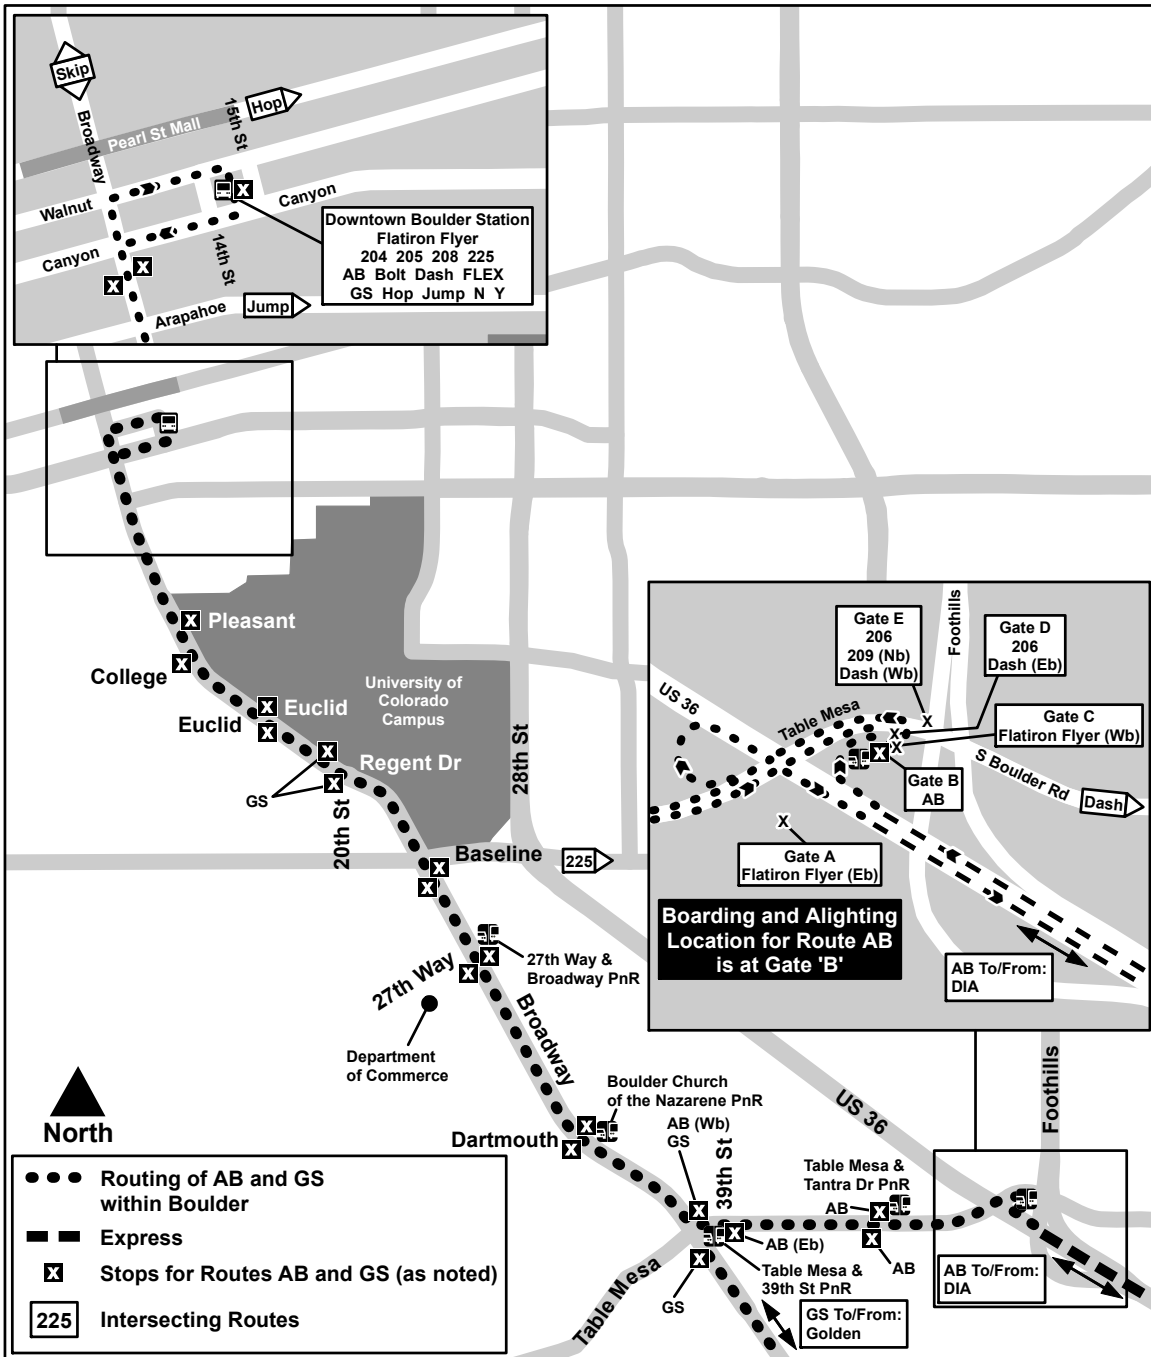 Skip
Broadway
Pearl St Mall
15th St
Hop
Walnut
Canyon
Canyon
14th St
Arapahoe
Jump
Downtown Boulder Station
Flatiron Flyer
204 205 208 225
AB Bolt Dash FLEX
GS Hop Jump N Y
Pleasant
College
Euclid
Euclid
University of
Colorado
Campus
Regent Dr
GS
20th St
28th St
Baseline
225
27th Way
27th Way &
Broadway PnR
Broadway
Department
of Commerce
Gate E
206
209 (Nb)
Dash (Wb)
Foothills
Gate D
206
Dash (Eb)
US 36
Table Mesa
Gate C
Flatiron Flyer (Wb)
Gate B
AB
S Boulder Rd
Dash
Gate A
Flatiron Flyer (Eb)
Boarding and Alighting
Location for Route AB
is at Gate 'B'
AB To/From:
DIA
US 36
Foothills
Boulder Church
of the Nazarene PnR
Dartmouth
AB (Wb)
GS
39th St
Table Mesa &
Tantra Dr PnR
AB
AB (Eb)
AB
Table Mesa &
39th St PnR
GS
Table Mesa
GS To/From:
Golden
AB To/From:
DIA
North
Routing of AB and GS
within Boulder
Express
X Stops for Routes AB and GS (as noted)
225 Intersecting Routes